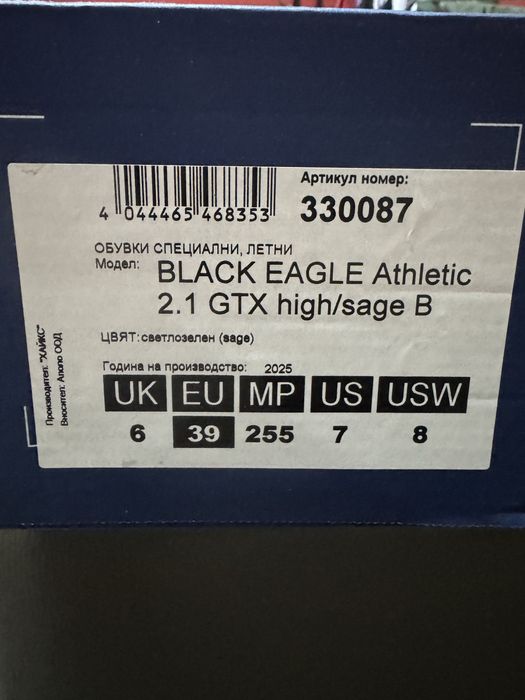 4 044465 468353
Артикул номер:
330087
ОБУВКИ СПЕЦИАЛНИ, ЛЕТНИ
Модел: BLACK EAGLE Athletic
2.1 GTX high/sage B
ЦВЯТ:светлозелен (sage)
Година на производство: 2025
UK EU MP US USW
6 39 255 7 8
Производител: "ХАЙКС"
Вносител: Аполо ООД